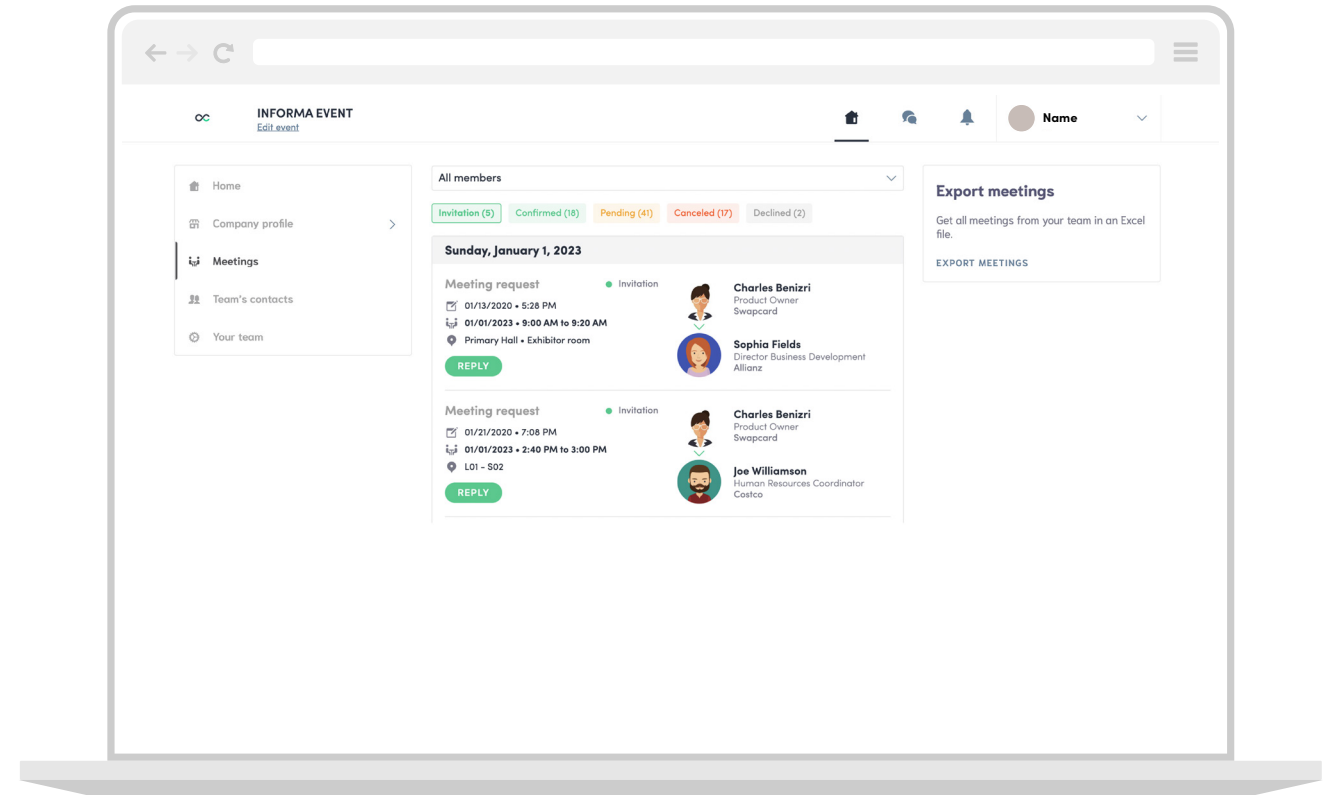 INFORMA EVENT
Edit event
Name
Home
Company profile
Meetings
Team's contacts
Your team
All members
Invitation (5) Confirmed (18) Pending (41) Canceled (17) Declined (2)
Sunday, January 1, 2023
Meeting request
Invitation
01/13/2020 • 5:28 PM
01/01/2023 • 9:00 AM to 9:20 AM
Primary Hall • Exhibitor room
REPLY
Charles Benizri
Product Owner
Swapcard
Sophia Fields
Director Business Development
Allianz
Meeting request
Invitation
01/21/2020 • 7:08 PM
01/01/2023 • 2:40 PM to 3:00 PM
L01 - S02
REPLY
Charles Benizri
Product Owner
Swapcard
Joe Williamson
Human Resources Coordinator
Costco
Export meetings
Get all meetings from your team in an Excel
file.
EXPORT MEETINGS